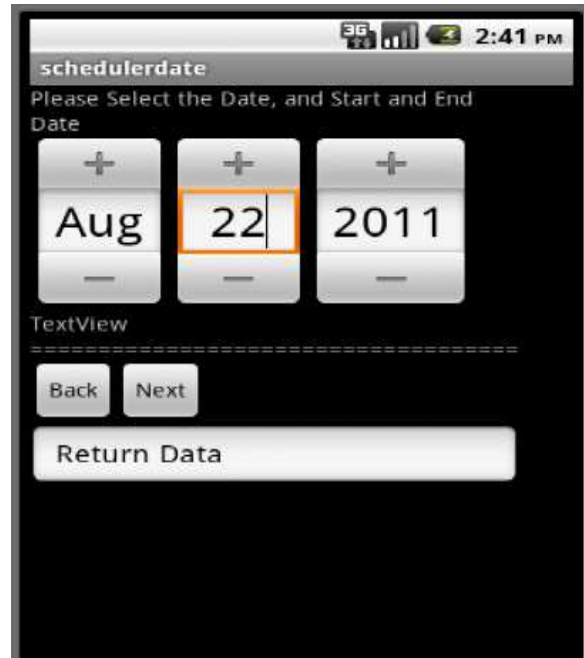 3G 2:41 PM
schedulerdate
Please Select the Date, and Start and End
Date
+ + +
Aug 22 2011
- - -
TextView
=====================================
Back Next
Return Data